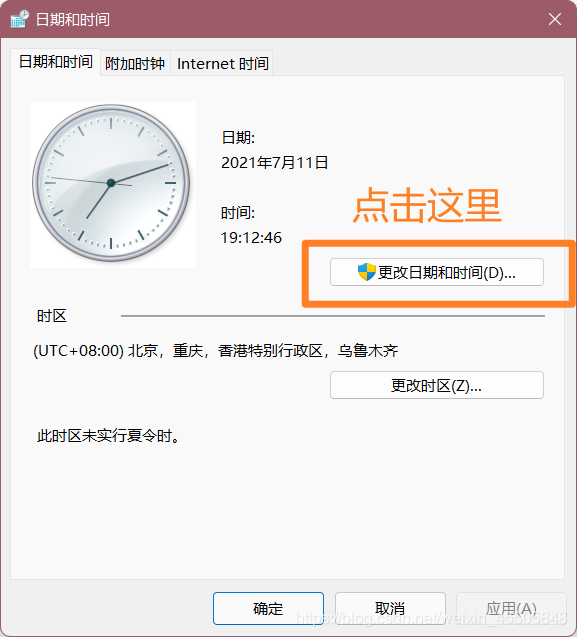 日期和时间
日期和时间 附加时钟 Internet 时间
日期:
2021年7月11日
时间:
19:12:46
点击这里
更改日期和时间(D)...
时区
(UTC+08:00) 北京，重庆，香港特别行政区，乌鲁木齐
更改时区(Z)...
此时区未实行夏令时。
确定 取消 应用(A)
https://blog.csdn.net/weixin_45505848